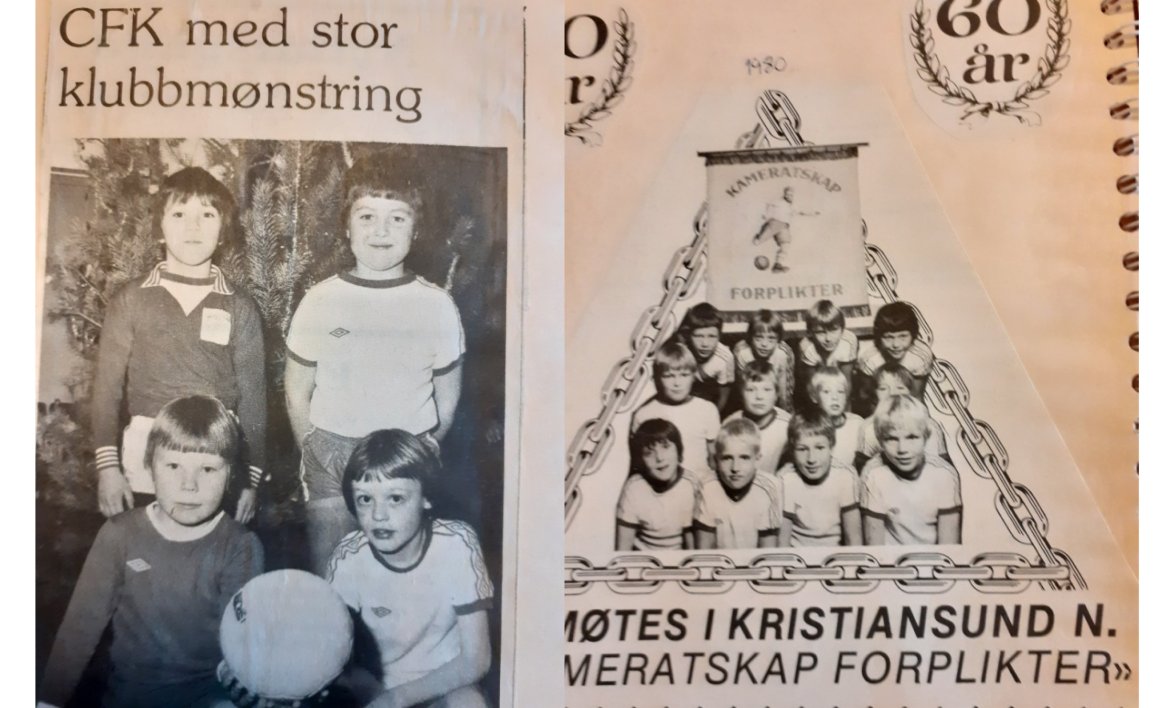 CFK med stor
klubbmønstring
60
år
1980
KAMERATSKAP
FORPLIKTER
MØTES I KRISTIANSUND N.
MERATSKAP FORPLIKTER»